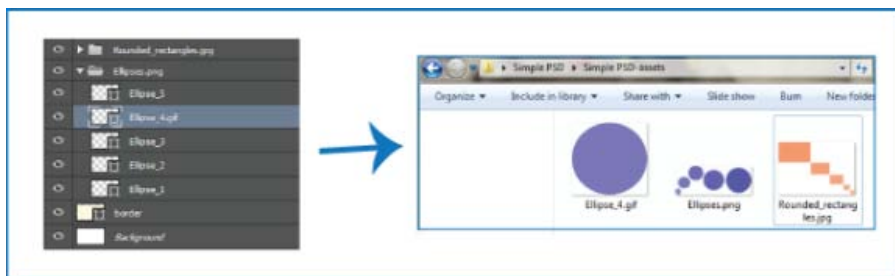 Rounded_rectangles.jpg
Ellipses.png
Ellipse_3
Ellipse_4.gif
Ellipse_3
Ellipse_2
Ellipse_1
border
Background
Simple PSD Simple PSD-assets
Organize Include in library Share with Slide show Burn New folder
Ellipse_4.gif
Ellipses.png
Rounded_rectang
les.jpg